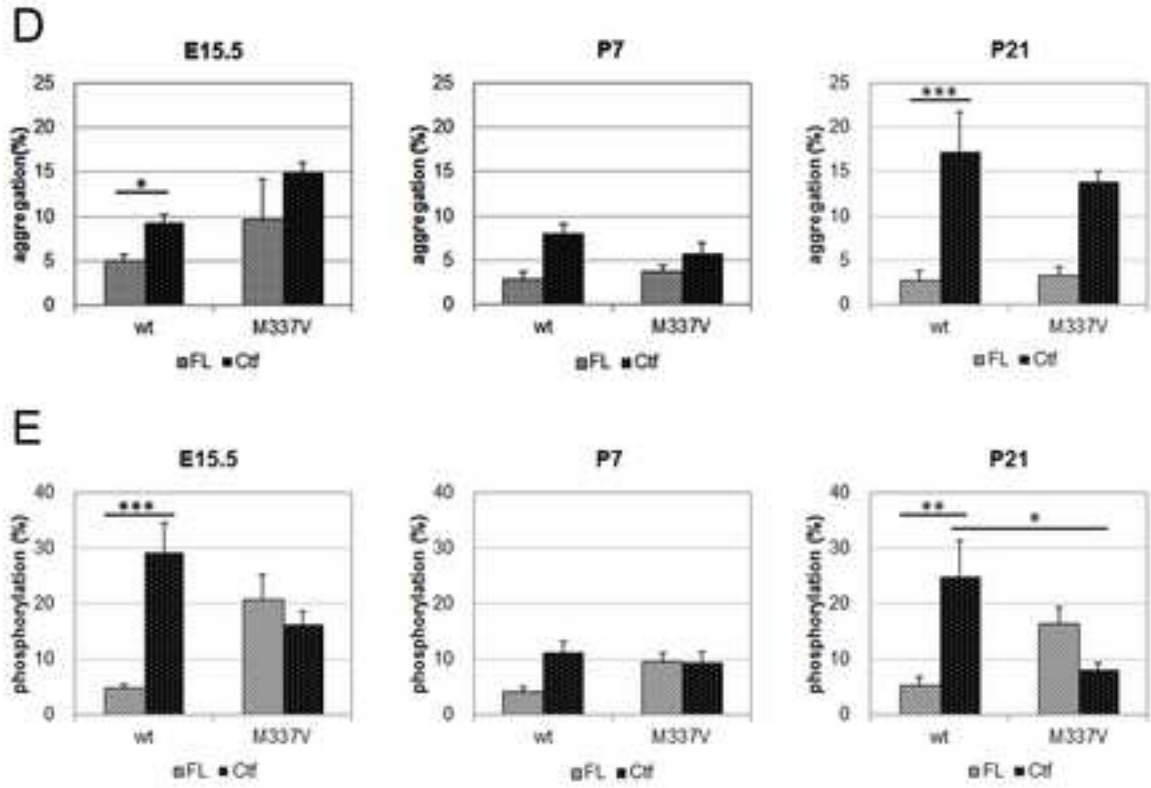 D
E15.5
P7
P21
aggregation(%)
25
20
15
10
5
0
*
wt
M337V
FL Ctf
aggregation (%)
25
20
15
10
5
0
wt
M337V
FL Ctf
aggregation (%)
25
20
15
10
5
0
***
wt
M337V
FL Ctf
E
E15.5
P7
P21
phosphorylation (%)
40
30
20
10
0
***
wt
M337V
FL Ctf
phosphorylation (%)
40
30
20
10
0
wt
M337V
FL Ctf
phosphorylation (%)
40
30
20
10
0
**
*
wt
M337V
FL Ctf